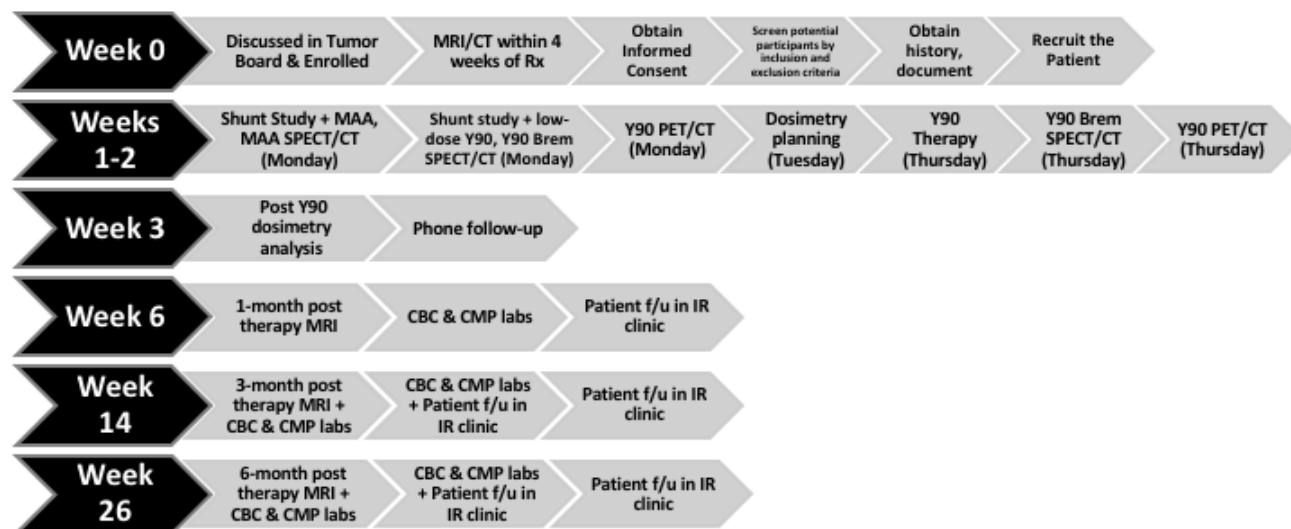 Week 0
Discussed in Tumor
Board & Enrolled
MRI/CT within 4
weeks of Rx
Obtain
Informed
Consent
Screen potential
participants by
inclusion and
exclusion criteria
Obtain
history,
document
Recruit the
Patient
Weeks
1-2
Shunt Study + MAA,
MAA SPECT/CT
(Monday)
Shunt study + low-
dose Y90, Y90 Brem
SPECT/CT (Monday)
Y90 PET/CT
(Monday)
Dosimetry
planning
(Tuesday)
Y90
Therapy
(Thursday)
Y90 Brem
SPECT/CT
(Thursday)
Y90 PET/CT
(Thursday)
Week 3
Post Y90
dosimetry
analysis
Phone follow-up
Week 6
1-month post
therapy MRI
CBC & CMP labs
Patient f/u in IR
clinic
Week
14
3-month post
therapy MRI +
CBC & CMP labs
CBC & CMP labs
+ Patient f/u in
IR clinic
Patient f/u in IR
clinic
Week
26
6-month post
therapy MRI +
CBC & CMP labs
CBC & CMP labs
+ Patient f/u in
IR clinic
Patient f/u in IR
clinic